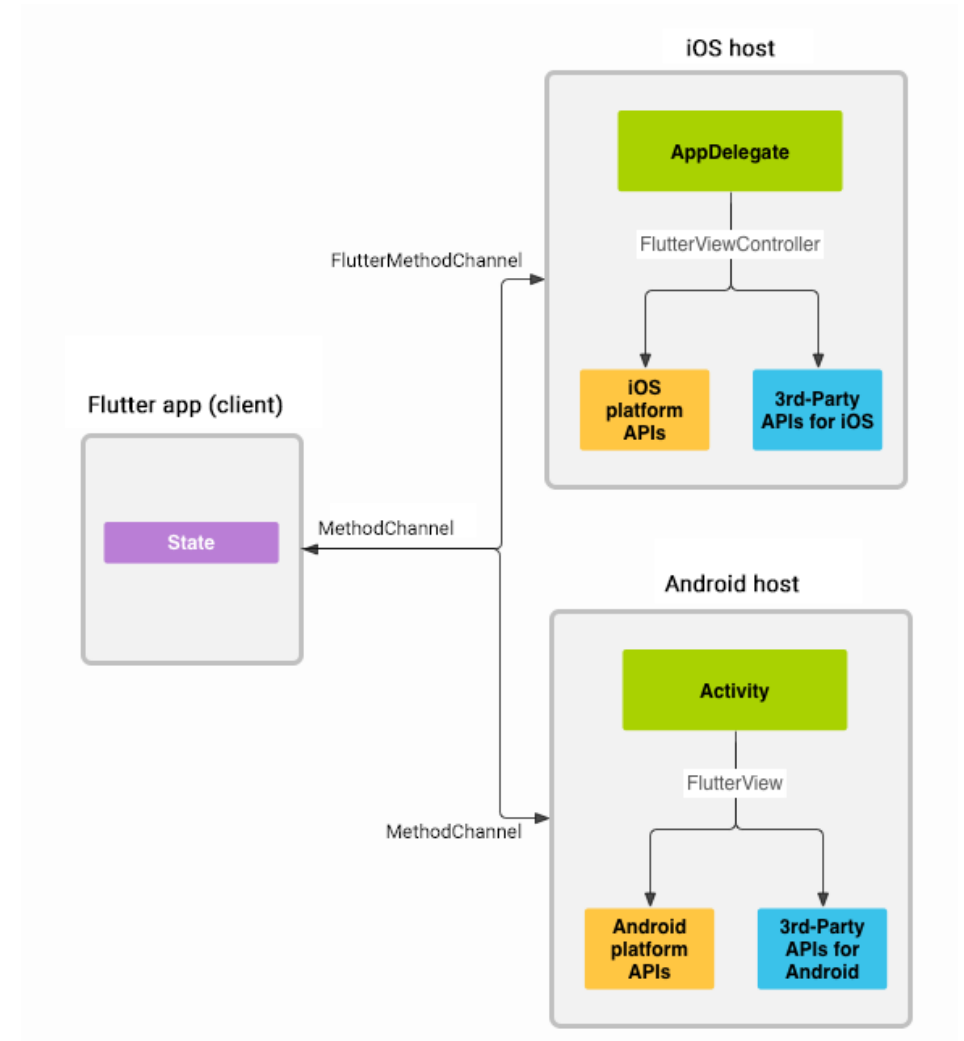 iOS host
AppDelegate
FlutterViewController
FlutterMethodChannel
iOS
platform
APIs
3rd-Party
APIs for iOS
Flutter app (client)
State
MethodChannel
Android host
Activity
FlutterView
MethodChannel
Android
platform
APIs
3rd-Party
APIs for
Android